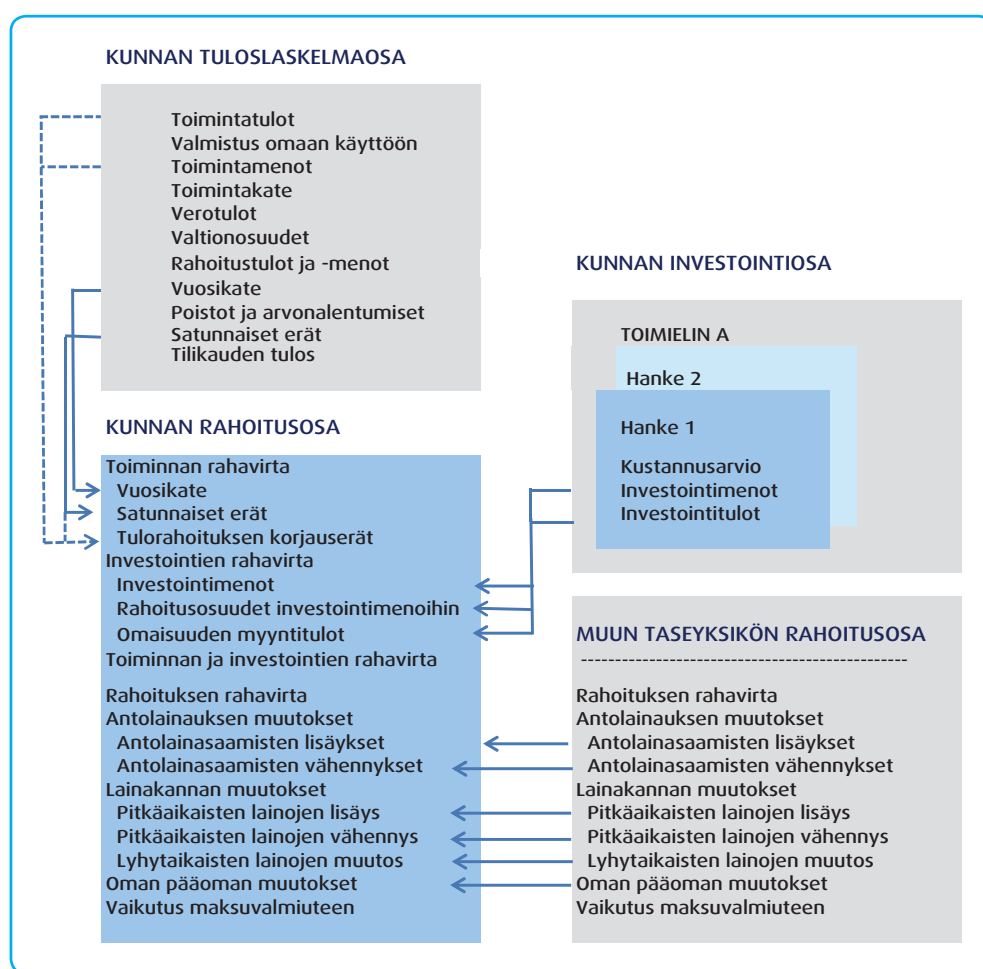 KUNNAN TULOSLASKELMAOSA
Toimintatulot
Valmistus omaan käyttöön
Toimintamenot
Toimintakate
Verotulot
Valtionosuudet
Rahoitustulot ja -menot
Vuosikate
Poistot ja arvonalentumiset
Satunnaiset erät
Tilikauden tulos
KUNNAN RAHOITUSOSA
Toiminnan rahavirta
Vuosikate
Satunnaiset erät
Tulorahoituksen korjauserät
Investointien rahavirta
Investointimenot
Rahoitusosuudet investointimenoihin
Omaisuuden myyntitulot
Toiminnan ja investointien rahavirta
Rahoituksen rahavirta
Antolainauksen muutokset
Antolainasaamisten lisäykset
Antolainasaamisten vähennykset
Lainakannan muutokset
Pitkäaikaisten lainojen lisäys
Pitkäaikaisten lainojen vähennys
Lyhytaikaisten lainojen muutos
Oman pääoman muutokset
Vaikutus maksuvalmiuteen
KUNNAN INVESTOINTIOSA
TOIMIELIN A
Hanke 2
Hanke 1
Kustannusarvio
Investointimenot
Investointitulot
MUUN TASEYKSIKÖN RAHOITUSOSA
------------------------------------------------
Rahoituksen rahavirta
Antolainauksen muutokset
Antolainasaamisten lisäykset
Antolainasaamisten vähennykset
Lainakannan muutokset
Pitkäaikaisten lainojen lisäys
Pitkäaikaisten lainojen vähennys
Lyhytaikaisten lainojen muutos
Oman pääoman muutokset
Vaikutus maksuvalmiuteen